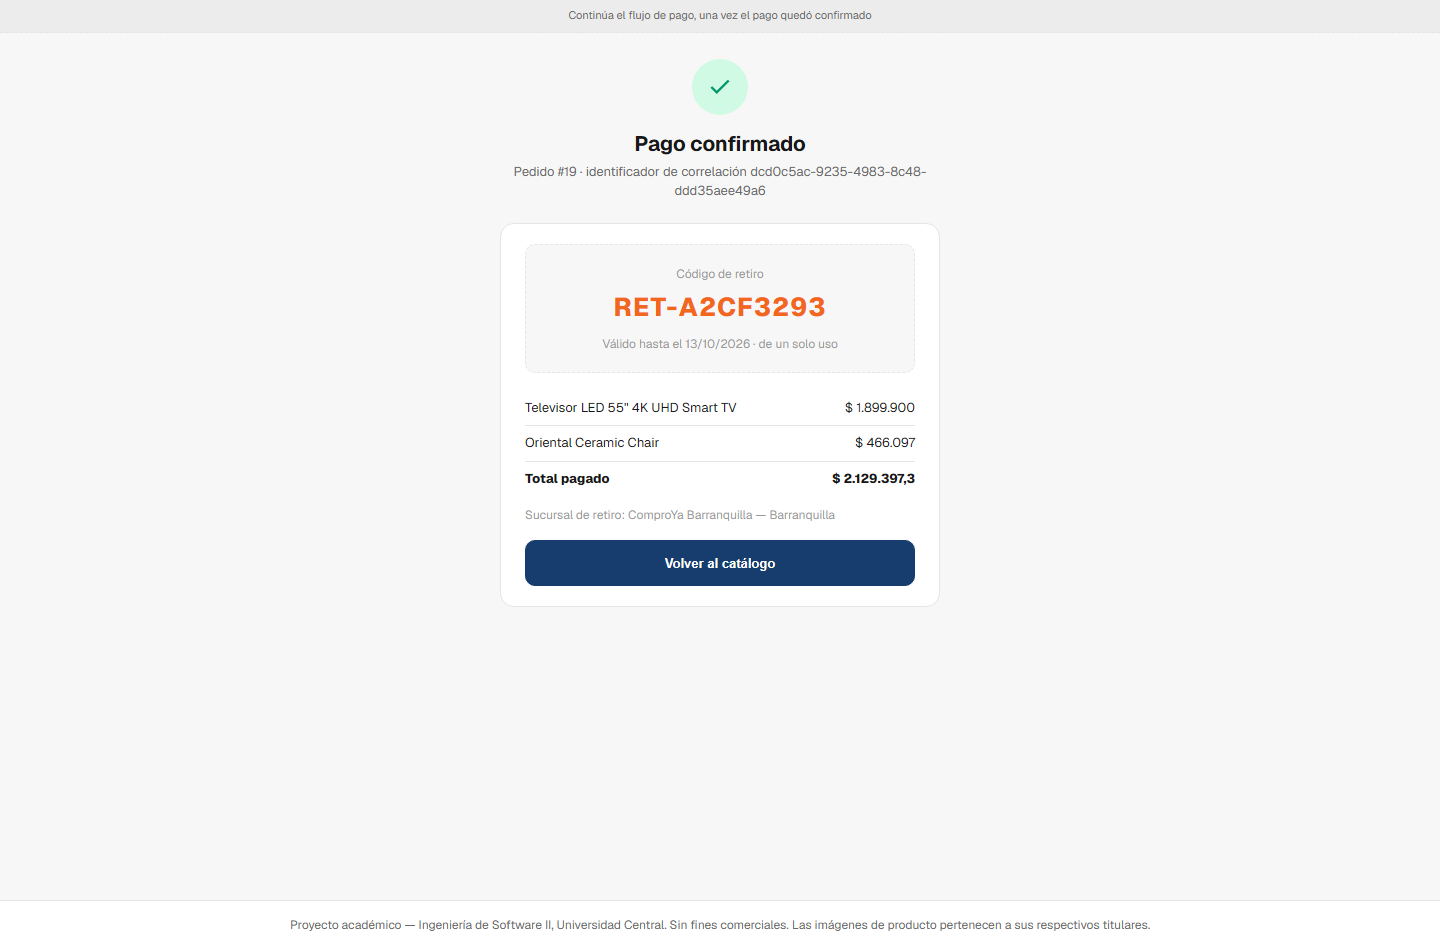 Continúa el flujo de pago, una vez el pago quedó confirmado
Pago confirmado
Pedido #19 · identificador de correlación dcd0c5ac-9235-4983-8c48-
ddd35aee49a6
Código de retiro
RET-A2CF3293
Válido hasta el 13/10/2026 · de un solo uso
Televisor LED 55" 4K UHD Smart TV $ 1.899.900
Oriental Ceramic Chair $ 466.097
Total pagado $ 2.129.397,3
Sucursal de retiro: ComproYa Barranquilla — Barranquilla
Volver al catálogo
Proyecto académico — Ingeniería de Software II, Universidad Central. Sin fines comerciales. Las imágenes de producto pertenecen a sus respectivos titulares.